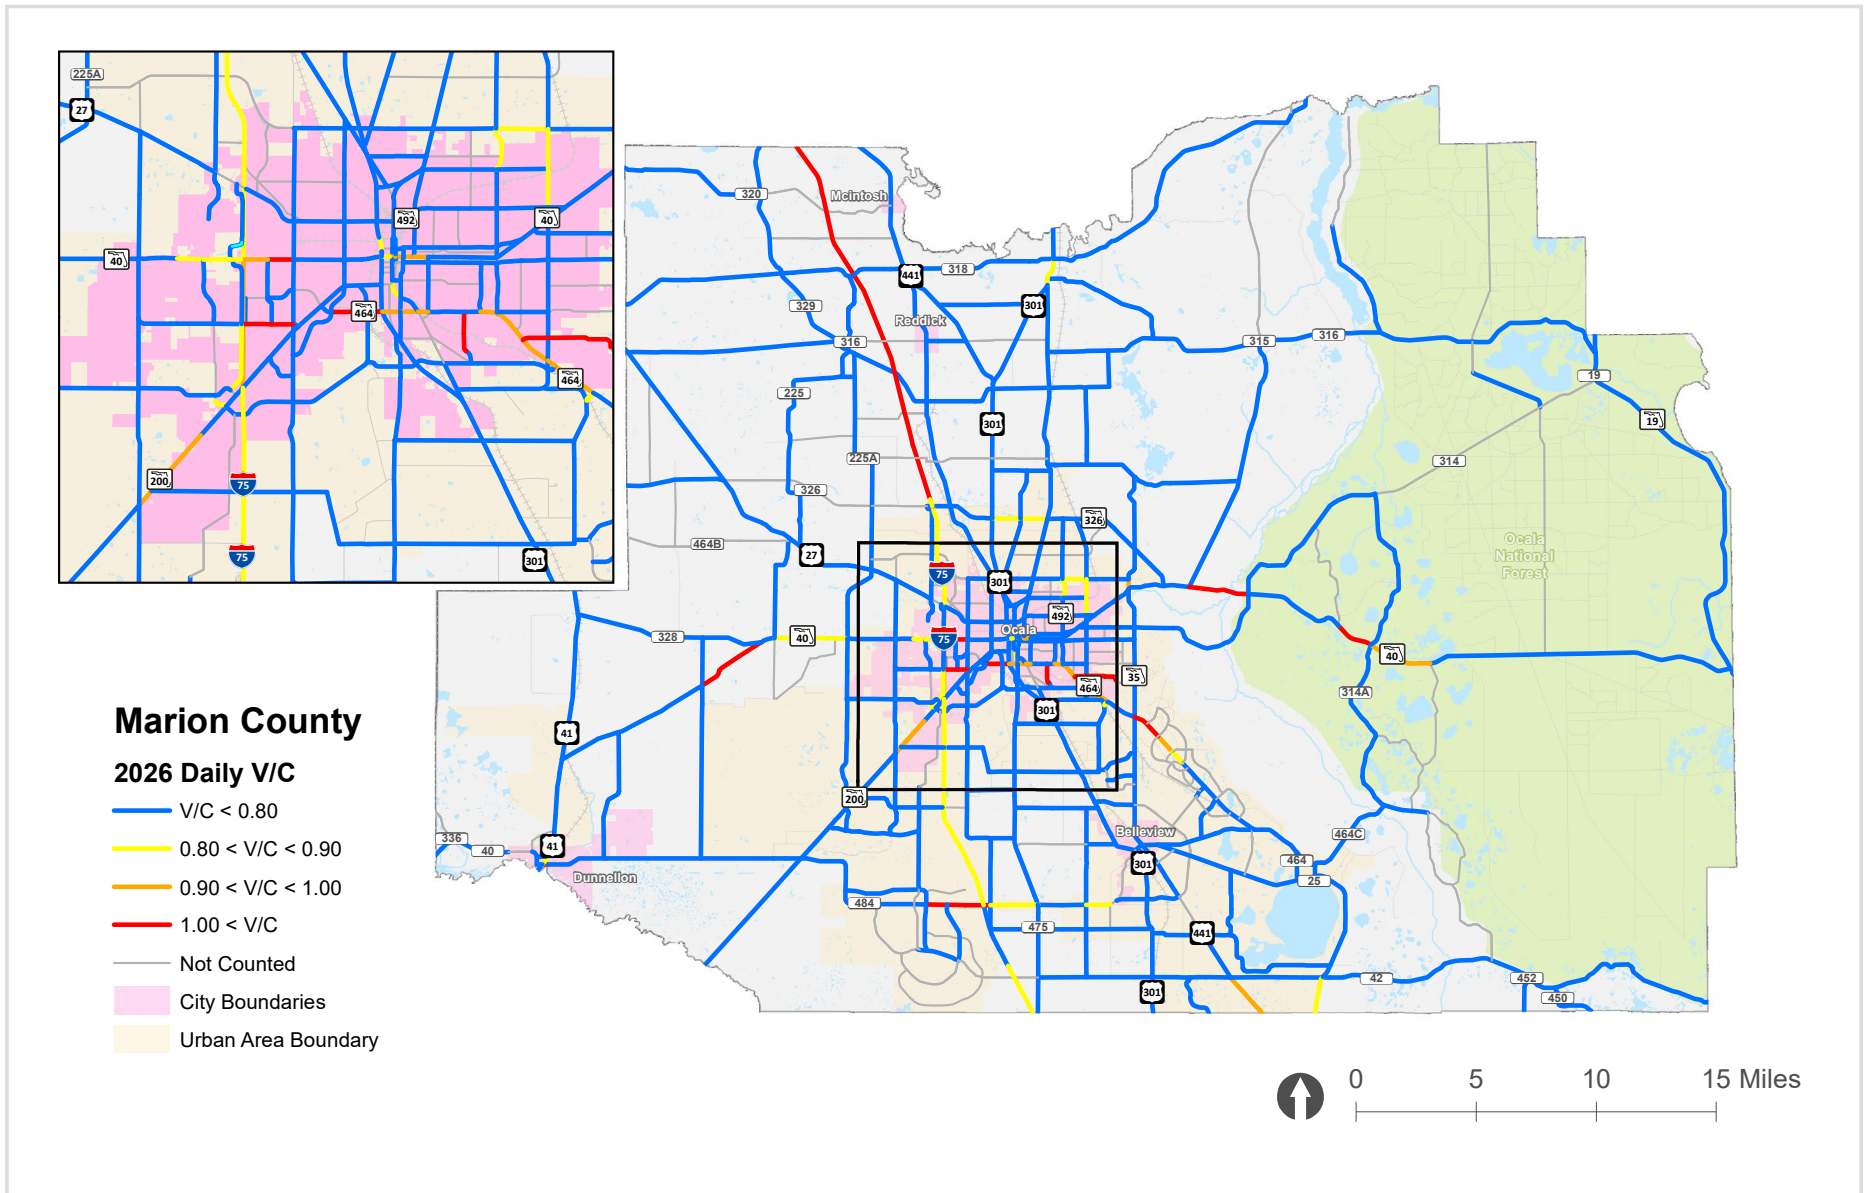 225A
27
492
40
40
464
464
200
75
75
301
320
McIntosh
441
318
329
301
Reddick
316
315
316
225
19
301
19
225A
314
326
326
464B
27
Ocala
National
Forest
75
301
492
Ocala
328
40
75
40
35
464
314A
301
41
200
Belleview
336
40
41
464C
301
464
Dunnellon
25
484
475
441
42
452
301
450
Marion County
2026 Daily V/C
V/C < 0.80
0.80 < V/C < 0.90
0.90 < V/C < 1.00
1.00 < V/C
Not Counted
City Boundaries
Urban Area Boundary
0 5 10 15 Miles